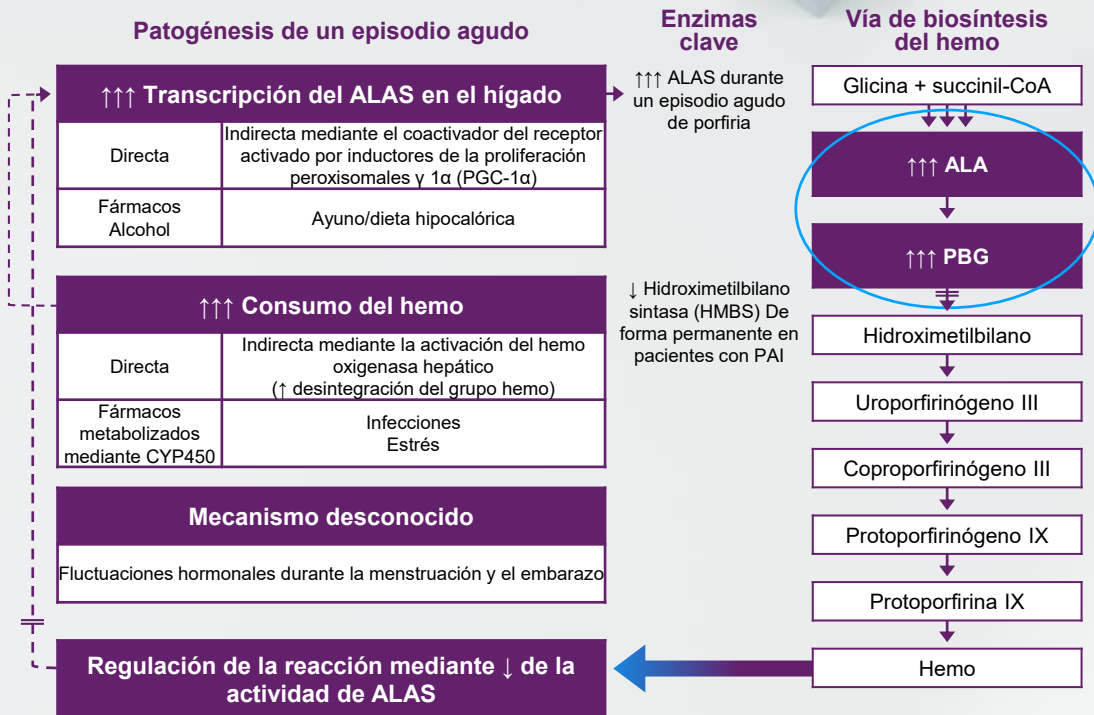 Patogénesis de un episodio agudo
↑↑↑ Transcripción del ALAS en el hígado
Directa
Indirecta mediante el coactivador del receptor
activado por inductores de la proliferación
peroxisomales γ 1α (PGC-1α)
Fármacos
Alcohol
Ayuno/dieta hipocalórica
↑↑↑ Consumo del hemo
Directa
Indirecta mediante la activación del hemo
oxigenasa hepático
(↑ desintegración del grupo hemo)
Fármacos
metabolizados
mediante CYP450
Infecciones
Estrés
Mecanismo desconocido
Fluctuaciones hormonales durante la menstruación y el embarazo
Regulación de la reacción mediante ↓ de la
actividad de ALAS
Enzimas
clave
↑↑↑ ALAS durante
un episodio agudo
de porfiria
↓ Hidroximetilbilano
sintasa (HMBS) De
forma permanente en
pacientes con PAI
Vía de biosíntesis
del hemo
Glicina + succinil-CoA
↑↑↑ ALA
↑↑↑ PBG
Hidroximetilbilano
Uroporfirinógeno III
Coproporfirinógeno III
Protoporfirinógeno IX
Protoporfirina IX
Hemo